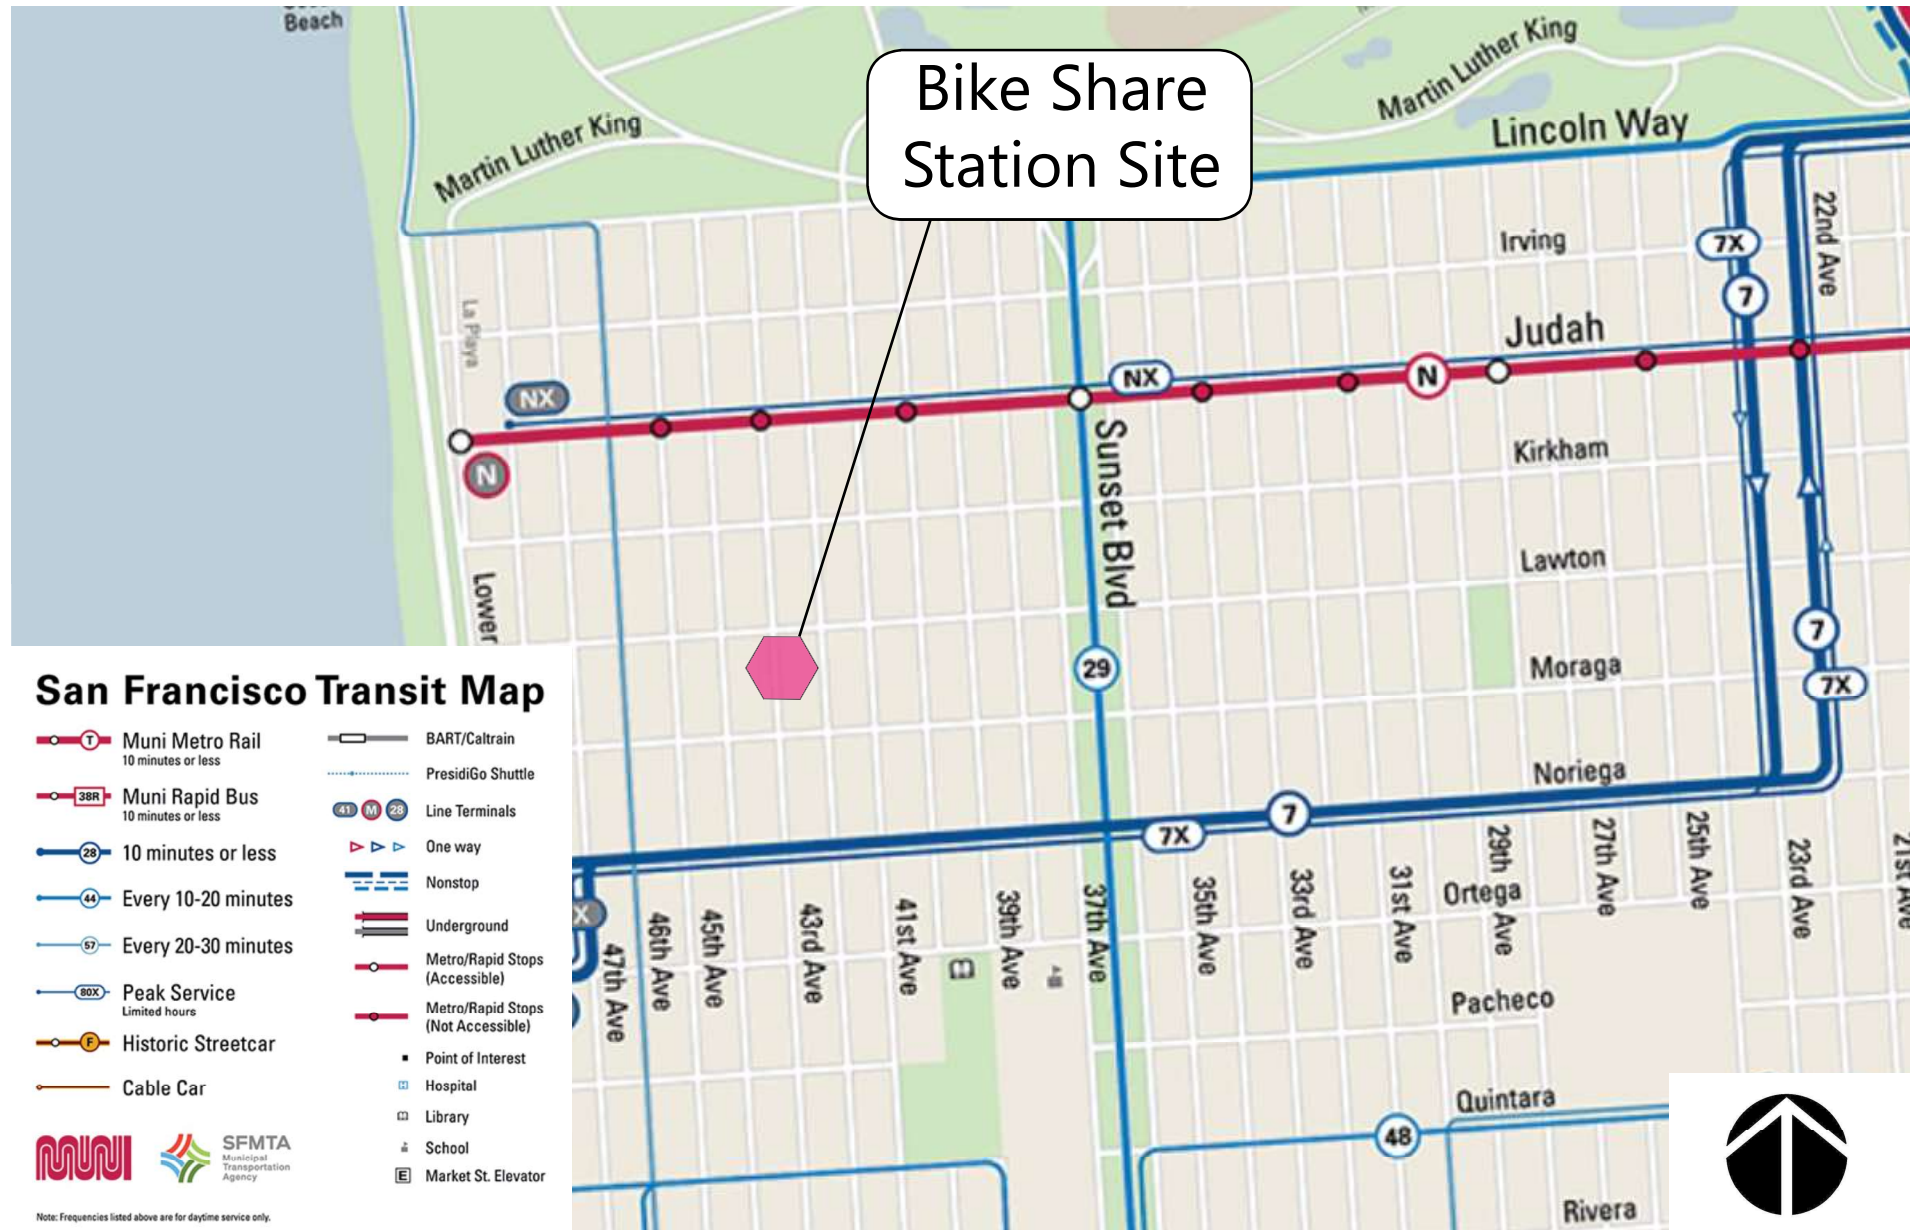 Beach
Martin Luther King
Bike Share
Station Site
Martin Luther King
Lincoln Way
22nd Ave
Irving
7X
7
La Playa
Judah
NX
NX
N
N
Sunset Blvd
Kirkham
Lawton
Lower
29
Moraga
7
7X
Noriega
7
7X
X
47th Ave
46th Ave
45th Ave
43rd Ave
41st Ave
39th Ave
37th Ave
35th Ave
33rd Ave
31st Ave
29th Ave
27th Ave
25th Ave
23rd Ave
21st Ave
Ortega
Pacheco
Quintara
48
Rivera
San Francisco Transit Map
T
Muni Metro Rail
10 minutes or less
38R
Muni Rapid Bus
10 minutes or less
28
10 minutes or less
44
Every 10-20 minutes
57
Every 20-30 minutes
80X
Peak Service
Limited hours
F
Historic Streetcar
Cable Car
BART/Caltrain
PresidiGo Shuttle
41 M 28
Line Terminals
One way
Nonstop
Underground
Metro/Rapid Stops
(Accessible)
Metro/Rapid Stops
(Not Accessible)
Point of Interest
H
Hospital
Library
School
E
Market St. Elevator
MUNI
SFMTA
Municipal
Transportation
Agency
Note: Frequencies listed above are for daytime service only.